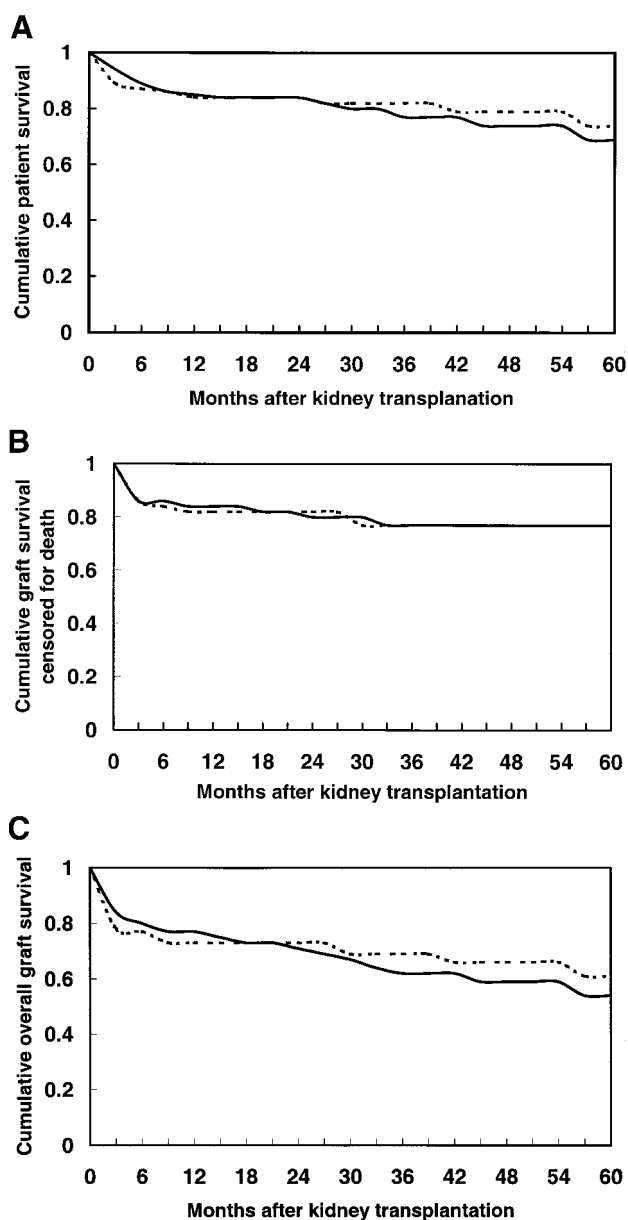 A
Cumulative patient survival
1
0.8
0.6
0.4
0.2
0
0 6 12 18 24 30 36 42 48 54 60
Months after kidney transplanation
B
Cumulative graft survival
censored for death
1
0.8
0.6
0.4
0.2
0
0 6 12 18 24 30 36 42 48 54 60
Months after kidney transplantation
C
Cumulative overall graft survival
1
0.8
0.6
0.4
0.2
0
0 6 12 18 24 30 36 42 48 54 60
Months after kidney transplantation